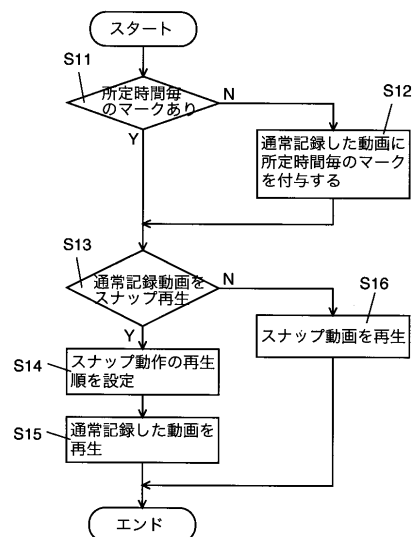 スタート
S11
所定時間毎
のマークあり
N
S12
Y
通常記録した動画に
所定時間毎のマーク
を付与する
S13
通常記録動画を
スナップ再生
N
S16
Y
スナップ動画を再生
S14
スナップ動作の再生
順を設定
S15
通常記録した動画を
再生
エンド